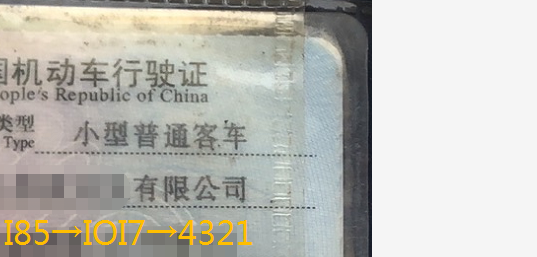 国机动车行驶证
ople's Republic of China
类型 小型普通客车
Type
有限公司
I85→IOI7→4321